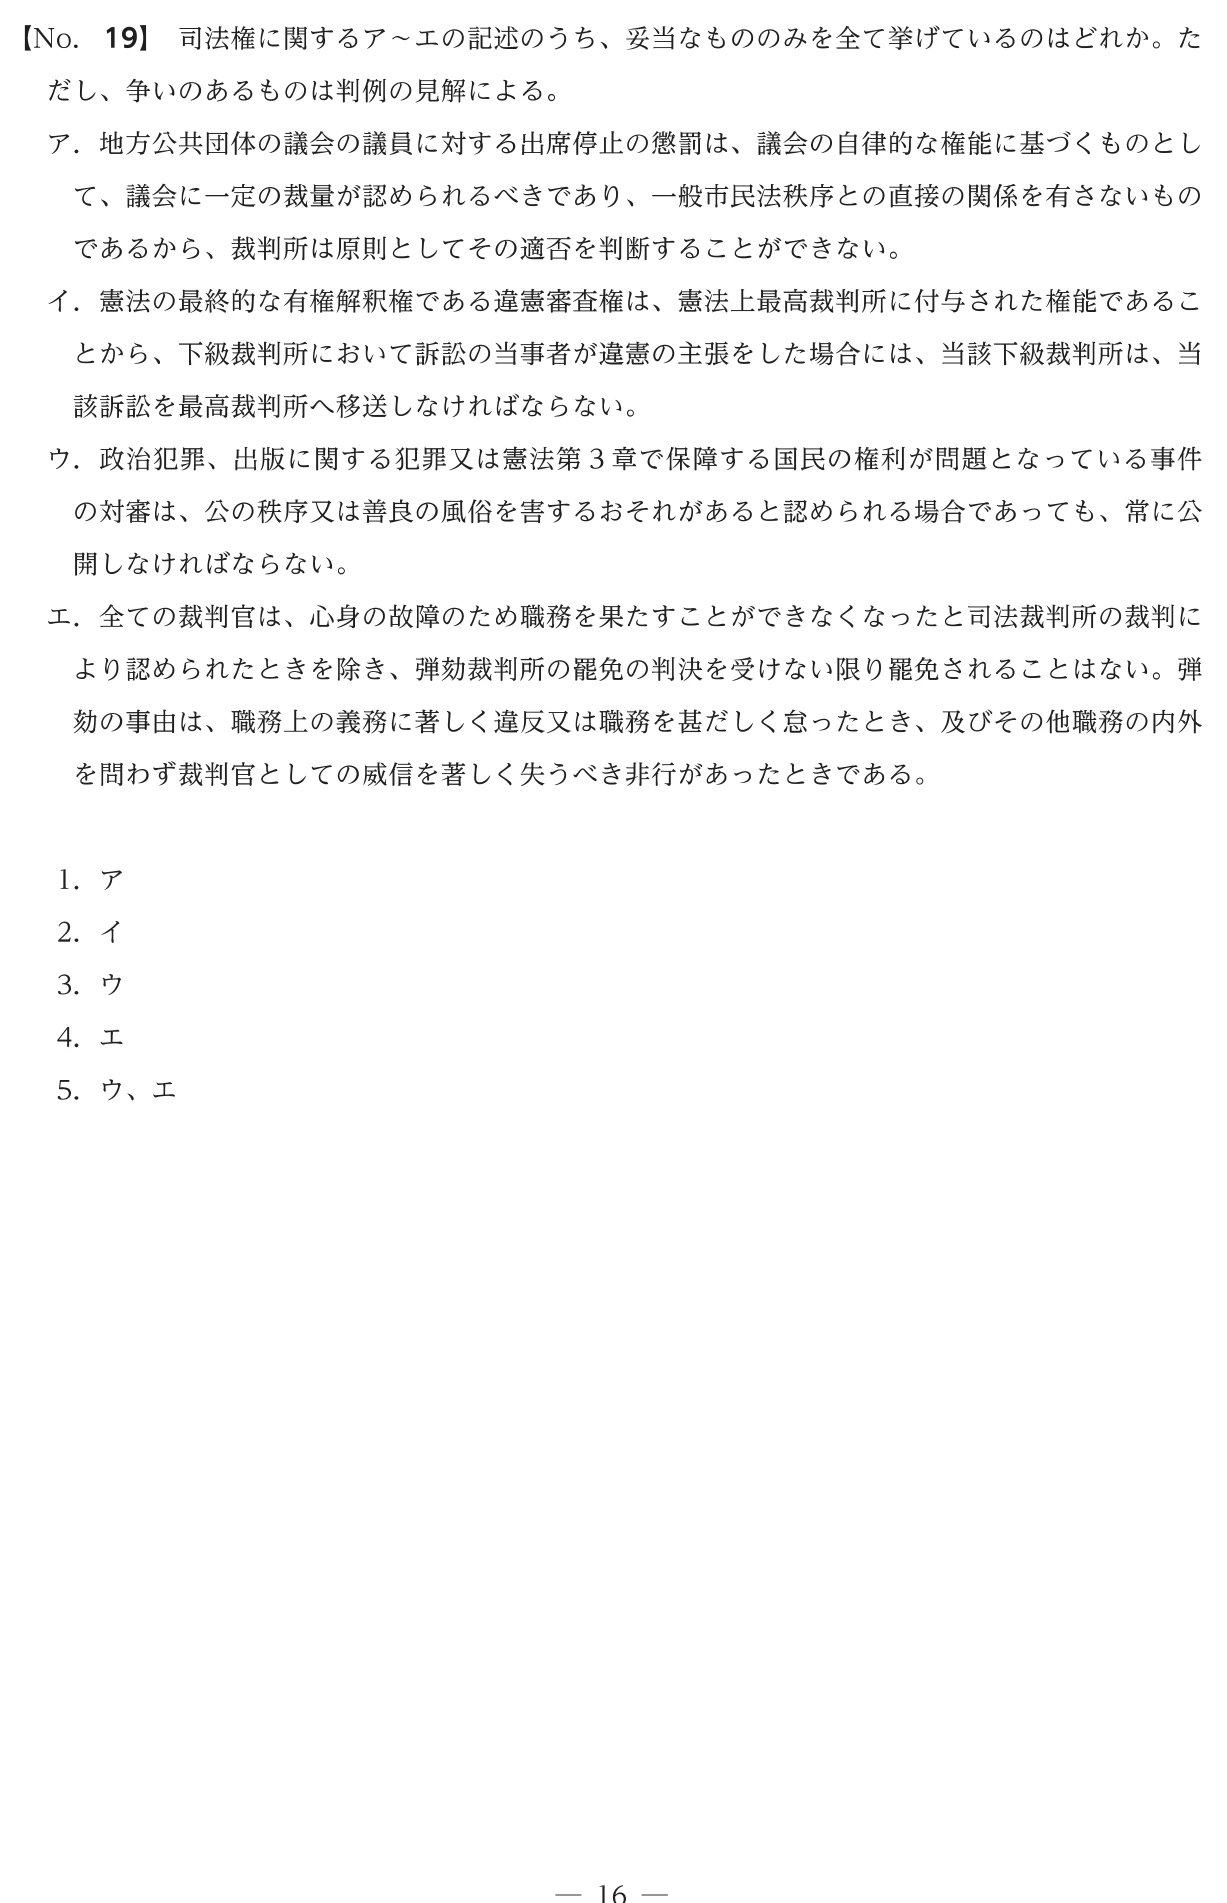 【No. 19】 司法権に関するア～エの記述のうち、妥当なもののみを全て挙げているのはどれか。た
だし、争いのあるものは判例の見解による。
ア．地方公共団体の議会の議員に対する出席停止の懲罰は、議会の自律的な権能に基づくものとし
て、議会に一定の裁量が認められるべきであり、一般市民法秩序との直接の関係を有さないもの
であるから、裁判所は原則としてその適否を判断することができない。
イ．憲法の最終的な有権解釈権である違憲審査権は、憲法上最高裁判所に付与された権能であるこ
とから、下級裁判所において訴訟の当事者が違憲の主張をした場合には、当該下級裁判所は、当
該訴訟を最高裁判所へ移送しなければならない。
ウ．政治犯罪、出版に関する犯罪又は憲法第３章で保障する国民の権利が問題となっている事件
の対審は、公の秩序又は善良の風俗を害するおそれがあると認められる場合であっても、常に公
開しなければならない。
エ．全ての裁判官は、心身の故障のため職務を果たすことができなくなったと司法裁判所の裁判に
より認められたときを除き、弾劾裁判所の罷免の判決を受けない限り罷免されることはない。弾
劾の事由は、職務上の義務に著しく違反又は職務を甚だしく怠ったとき、及びその他職務の内外
を問わず裁判官としての威信を著しく失うべき非行があったときである。
1．ア
2．イ
3．ウ
4．エ
5．ウ、エ
— 16 —